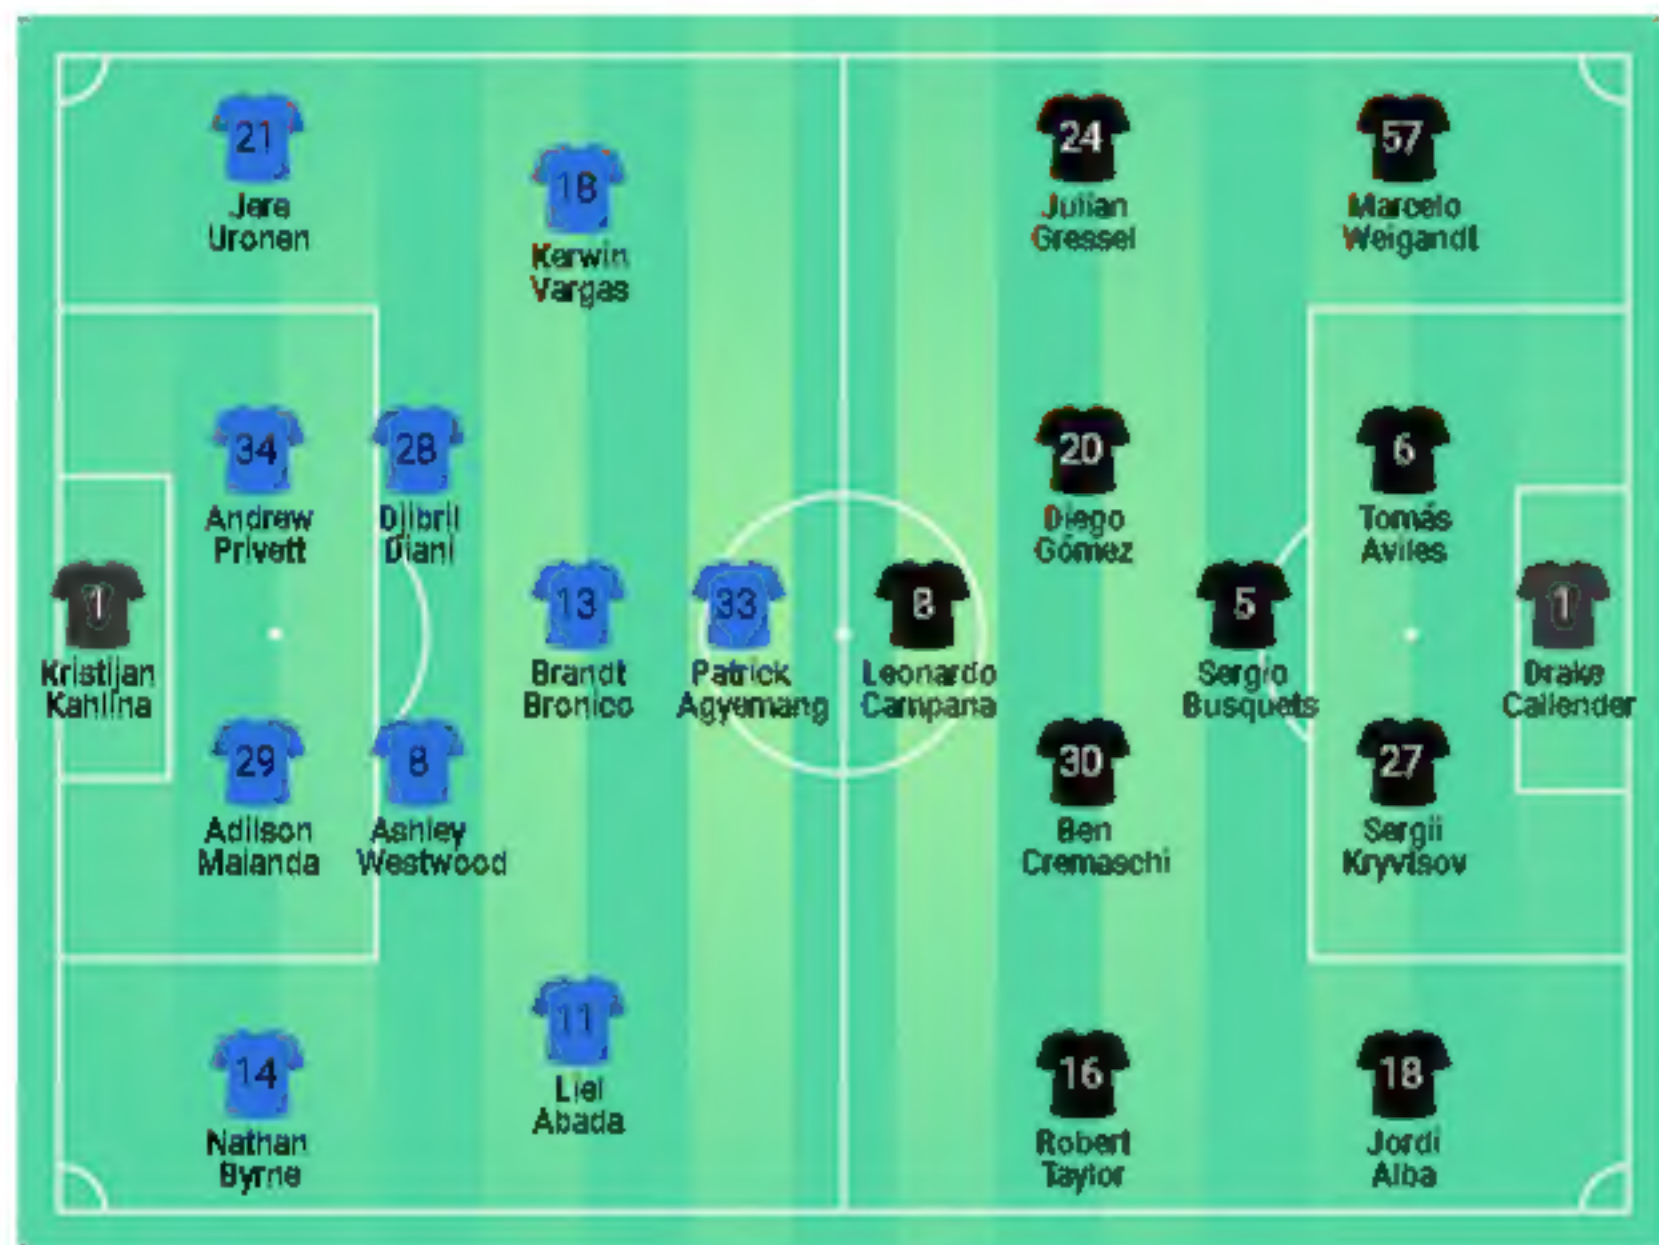 21
Jere
Uronen
18
Kerwin
Vargas
24
Julian
Gressel
57
Marcelo
Weigandt
34
Andrew
Privett
28
Djibril
Diani
20
Diego
Gómez
6
Tomás
Aviles
1
Kristijan
Kahlina
13
Brandt
Bronico
33
Patrick
Agyemang
8
Leonardo
Campana
5
Sergio
Busquets
1
Drake
Callender
29
Adilson
Malanda
8
Ashley
Westwood
30
Ben
Cremaschi
27
Sergii
Kryvtsov
14
Nathan
Byrne
11
Liel
Abada
16
Robert
Taylor
18
Jordi
Alba